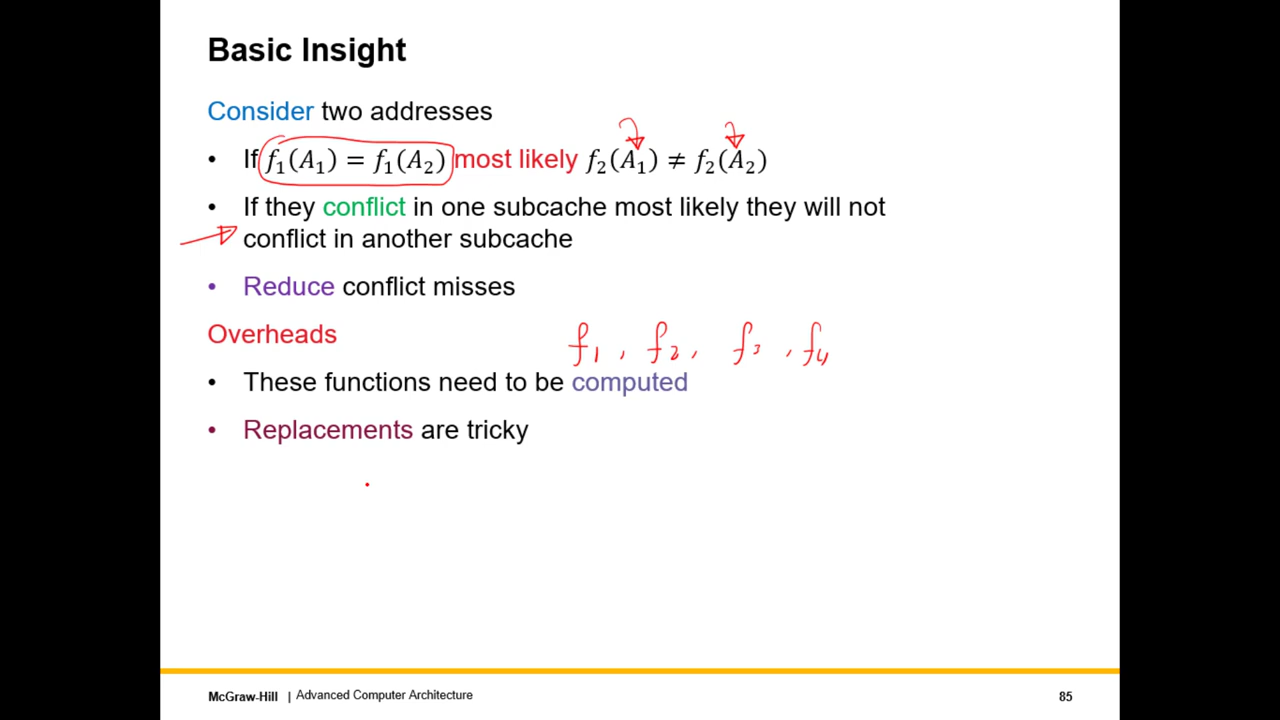 Basic Insight
Consider two addresses
• If f₁(A₁) = f₁(A₂) most likely f₂(A₁) ≠ f₂(A₂)
• If they conflict in one subcache most likely they will not
conflict in another subcache
• Reduce conflict misses
Overheads
f₁, f₂, f₃, f₄
• These functions need to be computed
• Replacements are tricky
McGraw-Hill | Advanced Computer Architecture 85